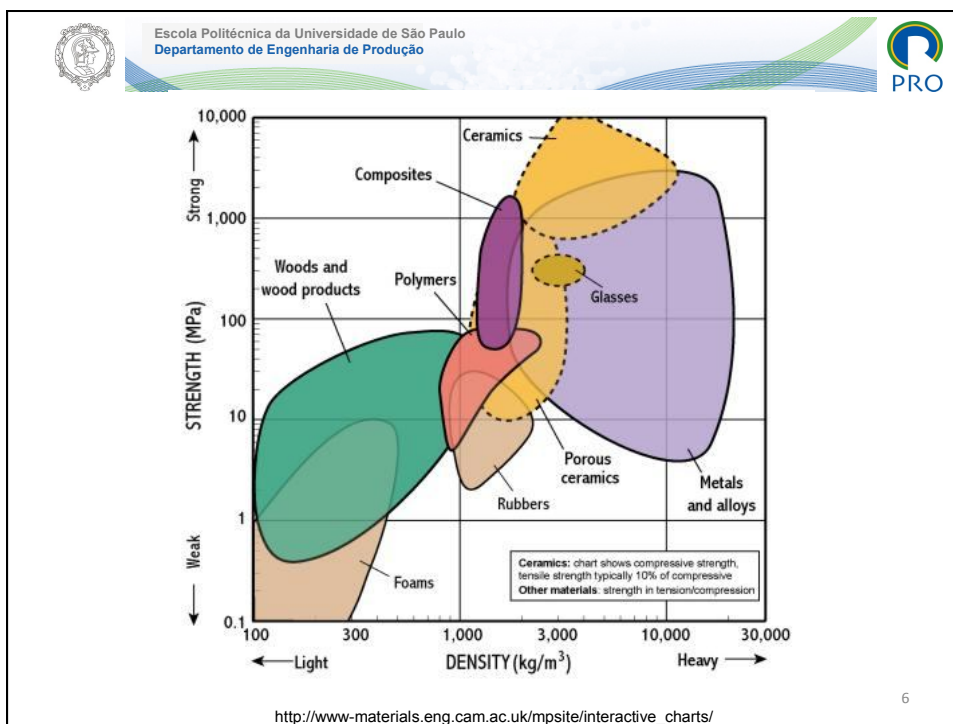 Escola Politécnica da Universidade de São Paulo
Departamento de Engenharia de Produção
PRO
10,000
1,000
100
10
1
0.1
Strong
STRENGTH (MPa)
Weak
Ceramics
Composites
Woods and
wood products
Polymers
Glasses
Porous
ceramics
Rubbers
Metals
and alloys
Foams
Ceramics: chart shows compressive strength,
tensile strength typically 10% of compressive
Other materials: strength in tension/compression
100 300 1,000 3,000 10,000 30,000
Light DENSITY (kg/m³) Heavy
6
http://www-materials.eng.cam.ac.uk/mpsite/interactive_charts/